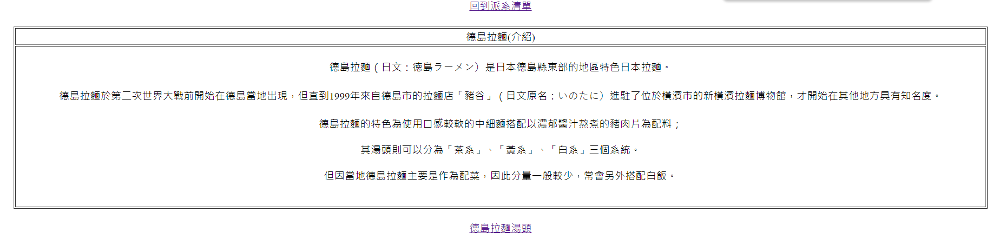 回到派系清單
德島拉麵(介紹)
德島拉麵（日文：徳島ラーメン）是日本德島縣東部的地區特色日本拉麵。
德島拉麵於第二次世界大戰前開始在德島當地出現，但直到1999年來自德島市的拉麵店「豬谷」（日文原名：いのたに）進駐了位於橫濱市的新橫濱拉麵博物館，才開始在其他地方具有知名度。
德島拉麵的特色為使用口感較軟的中細麵搭配以濃郁醬汁熬煮的豬肉片為配料；
其湯頭則可以分為「茶系」、「黃系」、「白系」三個系統。
但因當地德島拉麵主要是作為配菜，因此分量一般較少，常會另外搭配白飯。
德島拉麵湯頭